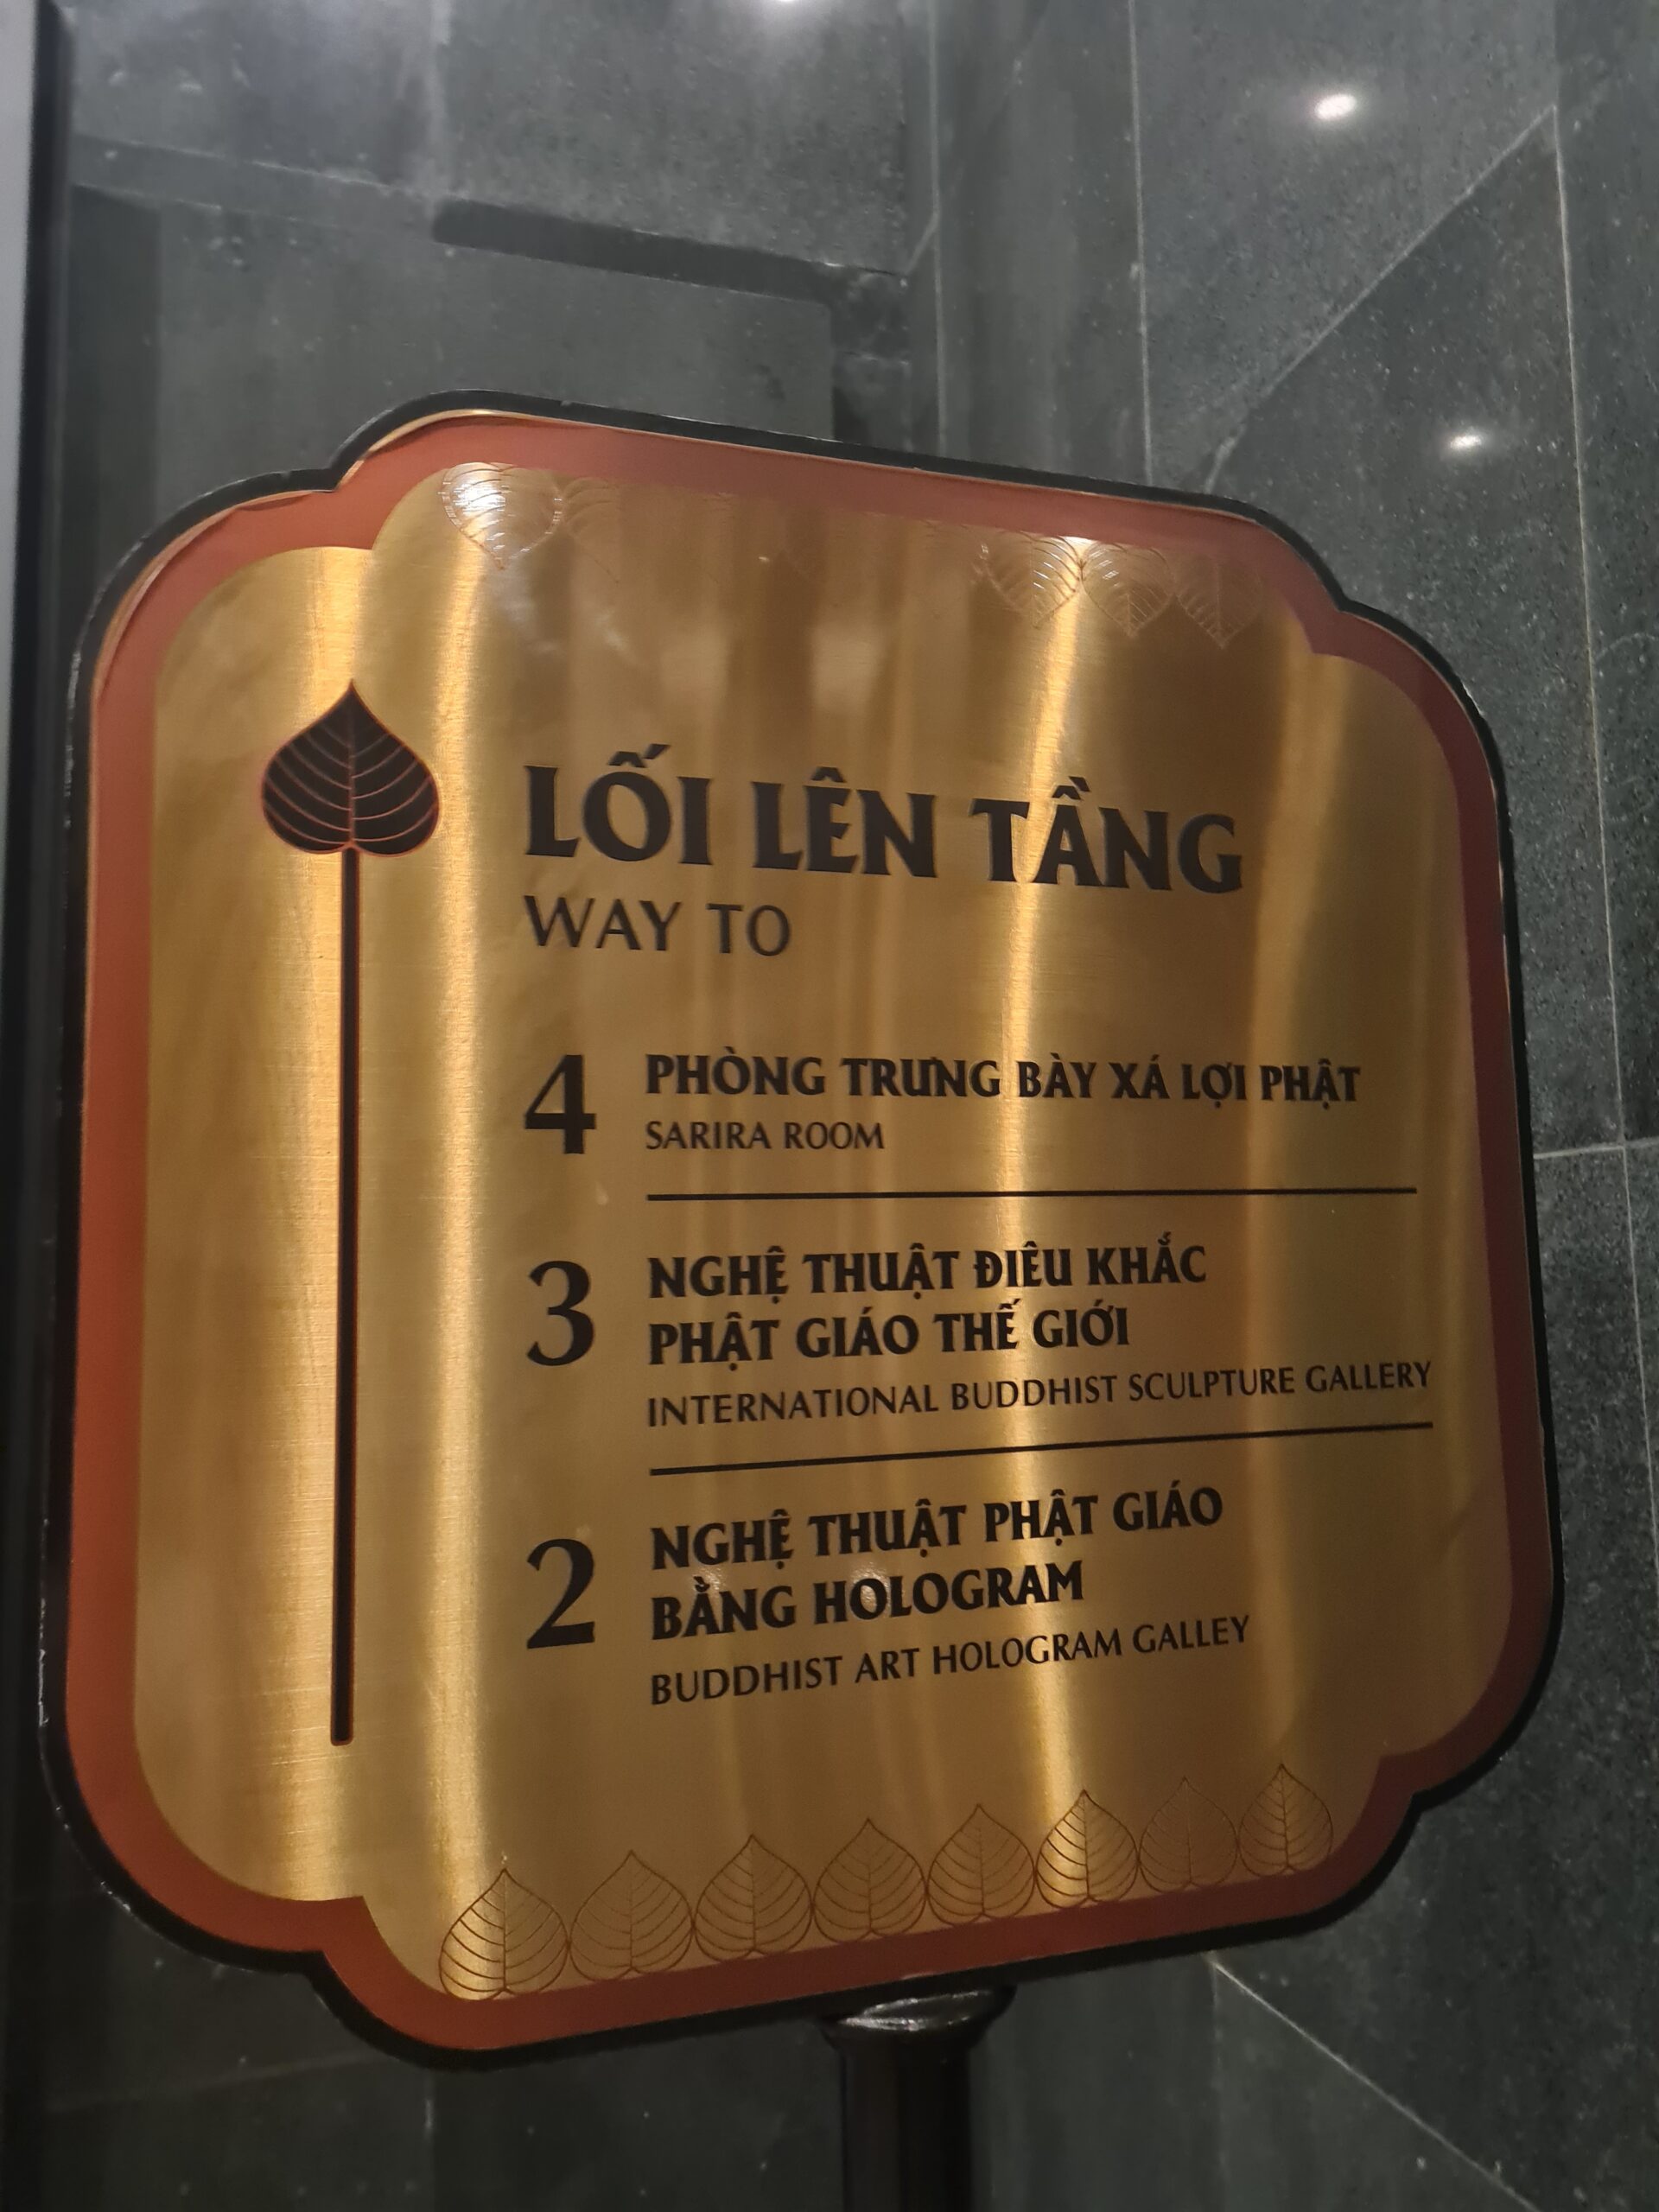 LỐI LÊN TẦNG
WAY TO
4 PHÒNG TRƯNG BÀY XÁ LỢI PHẬT
SARIRA ROOM
3 NGHỆ THUẬT ĐIÊU KHẮC
PHẬT GIÁO THẾ GIỚI
INTERNATIONAL BUDDHIST SCULPTURE GALLERY
2 NGHỆ THUẬT PHẬT GIÁO
BẰNG HOLOGRAM
BUDDHIST ART HOLOGRAM GALLEY